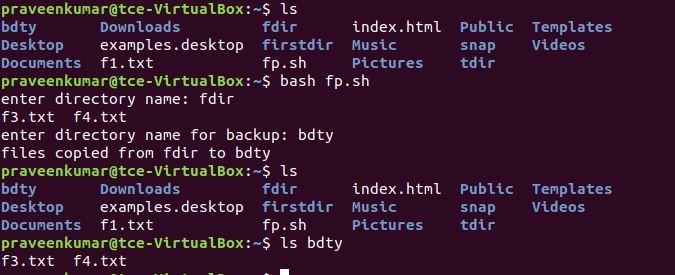 praveenkumar@tce-VirtualBox:~$ ls
bdty Downloads fdir index.html Public Templates
Desktop examples.desktop firstdir Music snap Videos
Documents f1.txt fp.sh Pictures tdir
praveenkumar@tce-VirtualBox:~$ bash fp.sh
enter directory name: fdir
f3.txt f4.txt
enter directory name for backup: bdty
files copied from fdir to bdty
praveenkumar@tce-VirtualBox:~$ ls
bdty Downloads fdir index.html Public Templates
Desktop examples.desktop firstdir Music snap Videos
Documents f1.txt fp.sh Pictures tdir
praveenkumar@tce-VirtualBox:~$ ls bdty
f3.txt f4.txt
praveenkumar@tce-VirtualBox:~$